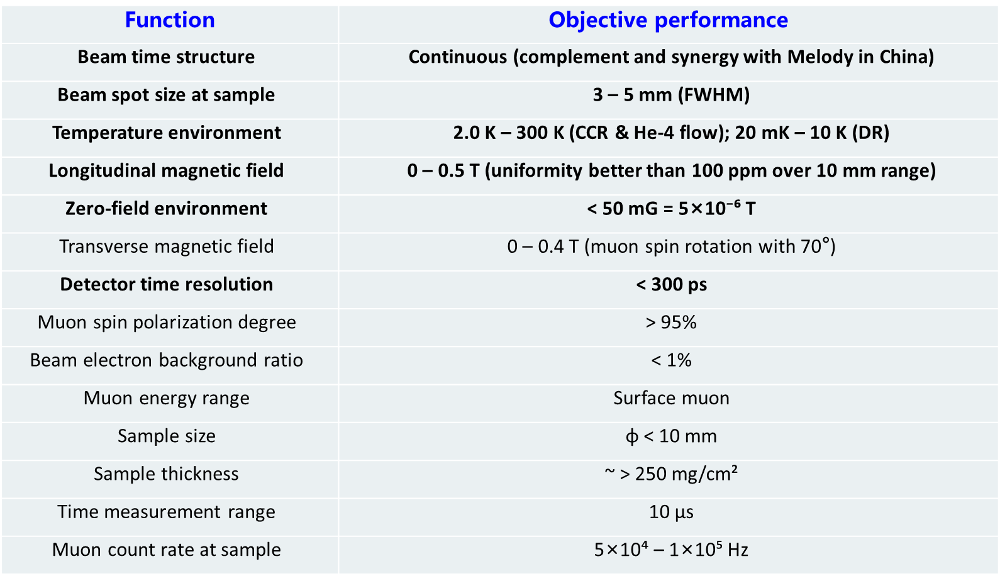 Function Objective performance
Beam time structure Continuous (complement and synergy with Melody in China)
Beam spot size at sample 3 – 5 mm (FWHM)
Temperature environment 2.0 K – 300 K (CCR & He-4 flow); 20 mK – 10 K (DR)
Longitudinal magnetic field 0 – 0.5 T (uniformity better than 100 ppm over 10 mm range)
Zero-field environment < 50 mG = 5×10⁻⁶ T
Transverse magnetic field 0 – 0.4 T (muon spin rotation with 70°)
Detector time resolution < 300 ps
Muon spin polarization degree > 95%
Beam electron background ratio < 1%
Muon energy range Surface muon
Sample size ϕ < 10 mm
Sample thickness ~ > 250 mg/cm²
Time measurement range 10 μs
Muon count rate at sample 5×10⁴ – 1×10⁵ Hz